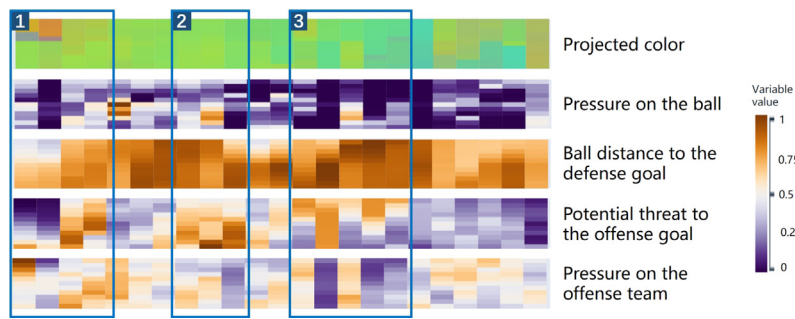 1
2
3
Projected color
Pressure on the ball
Ball distance to the
defense goal
Potential threat to
the offense goal
Pressure on the
offense team
Variable
value
1
0.75
0.5
0.2
0